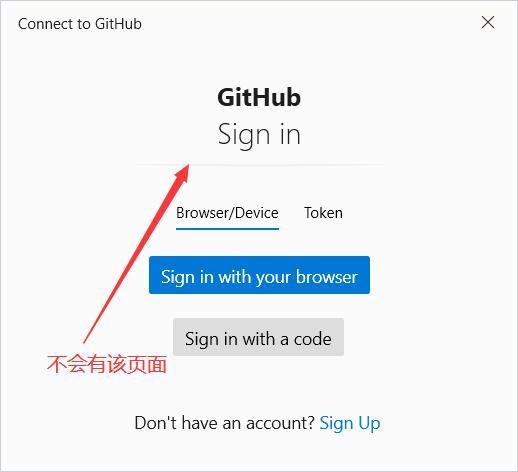 Connect to GitHub
GitHub
Sign in
Browser/Device Token
Sign in with your browser
Sign in with a code
不会有该页面
Don't have an account? Sign Up